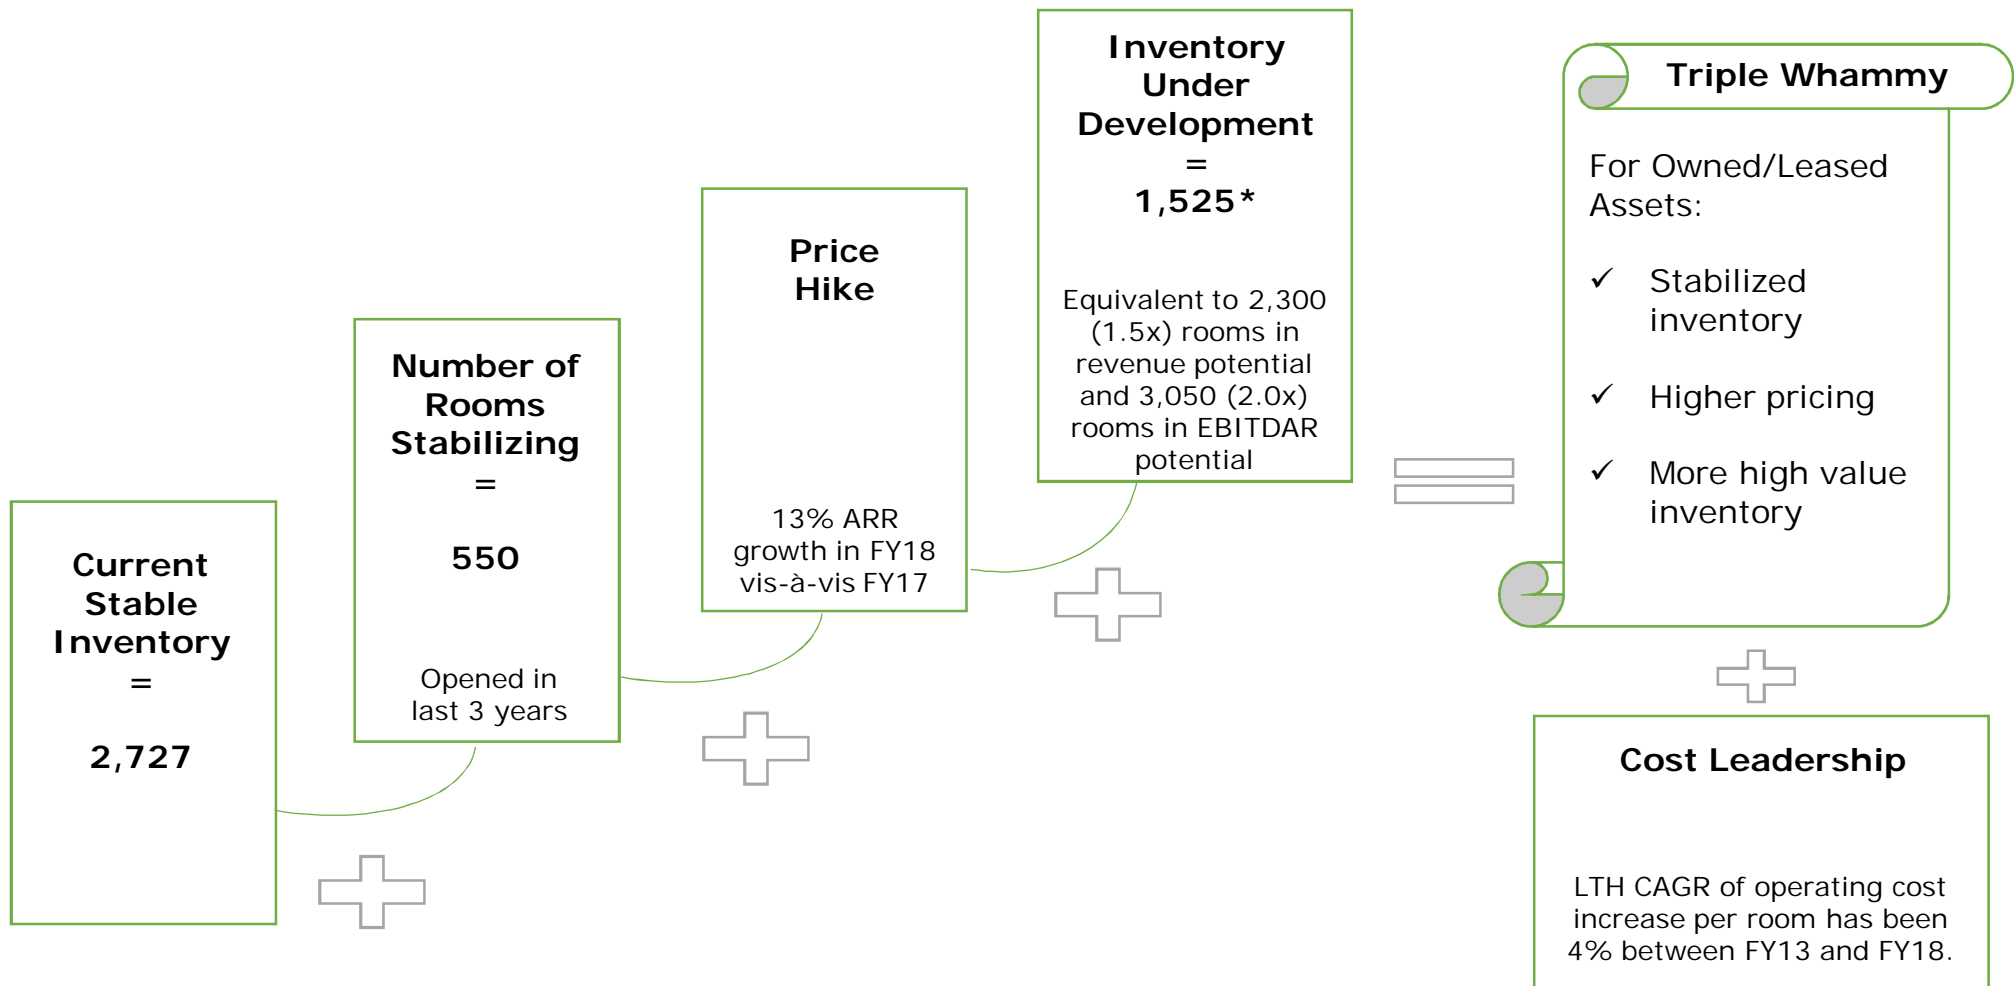 Current
Stable
Inventory
=
2,727
Number of
Rooms
Stabilizing
=
550
Opened in
last 3 years
Price
Hike
13% ARR
growth in FY18
vis-à-vis FY17
Inventory
Under
Development
=
1,525*
Equivalent to 2,300
(1.5x) rooms in
revenue potential
and 3,050 (2.0x)
rooms in EBITDAR
potential
Triple Whammy
For Owned/Leased
Assets:
✓ Stabilized
inventory
✓ Higher pricing
✓ More high value
inventory
Cost Leadership
LTH CAGR of operating cost
increase per room has been
4% between FY13 and FY18.